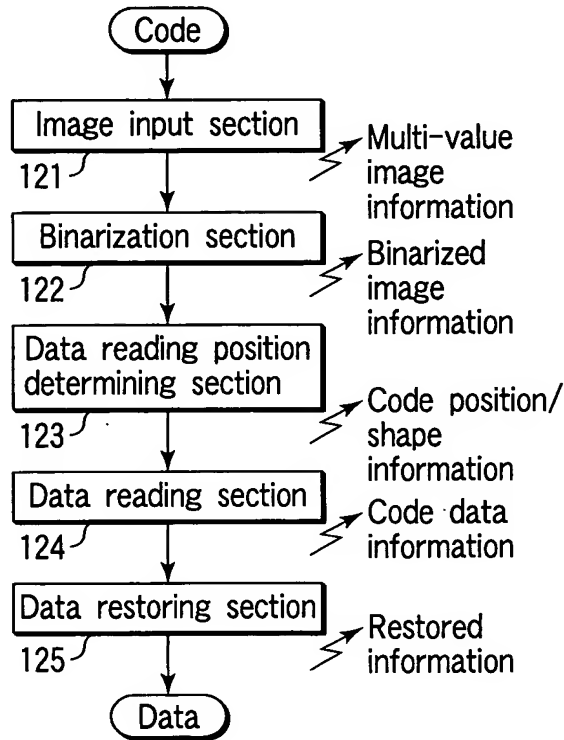 Code
Image input section
121
Multi-value
image
information
Binarization section
122
Binarized
image
information
Data reading position
determining section
123
Code position/
shape
information
Data reading section
124
Code data
information
Data restoring section
125
Restored
information
Data